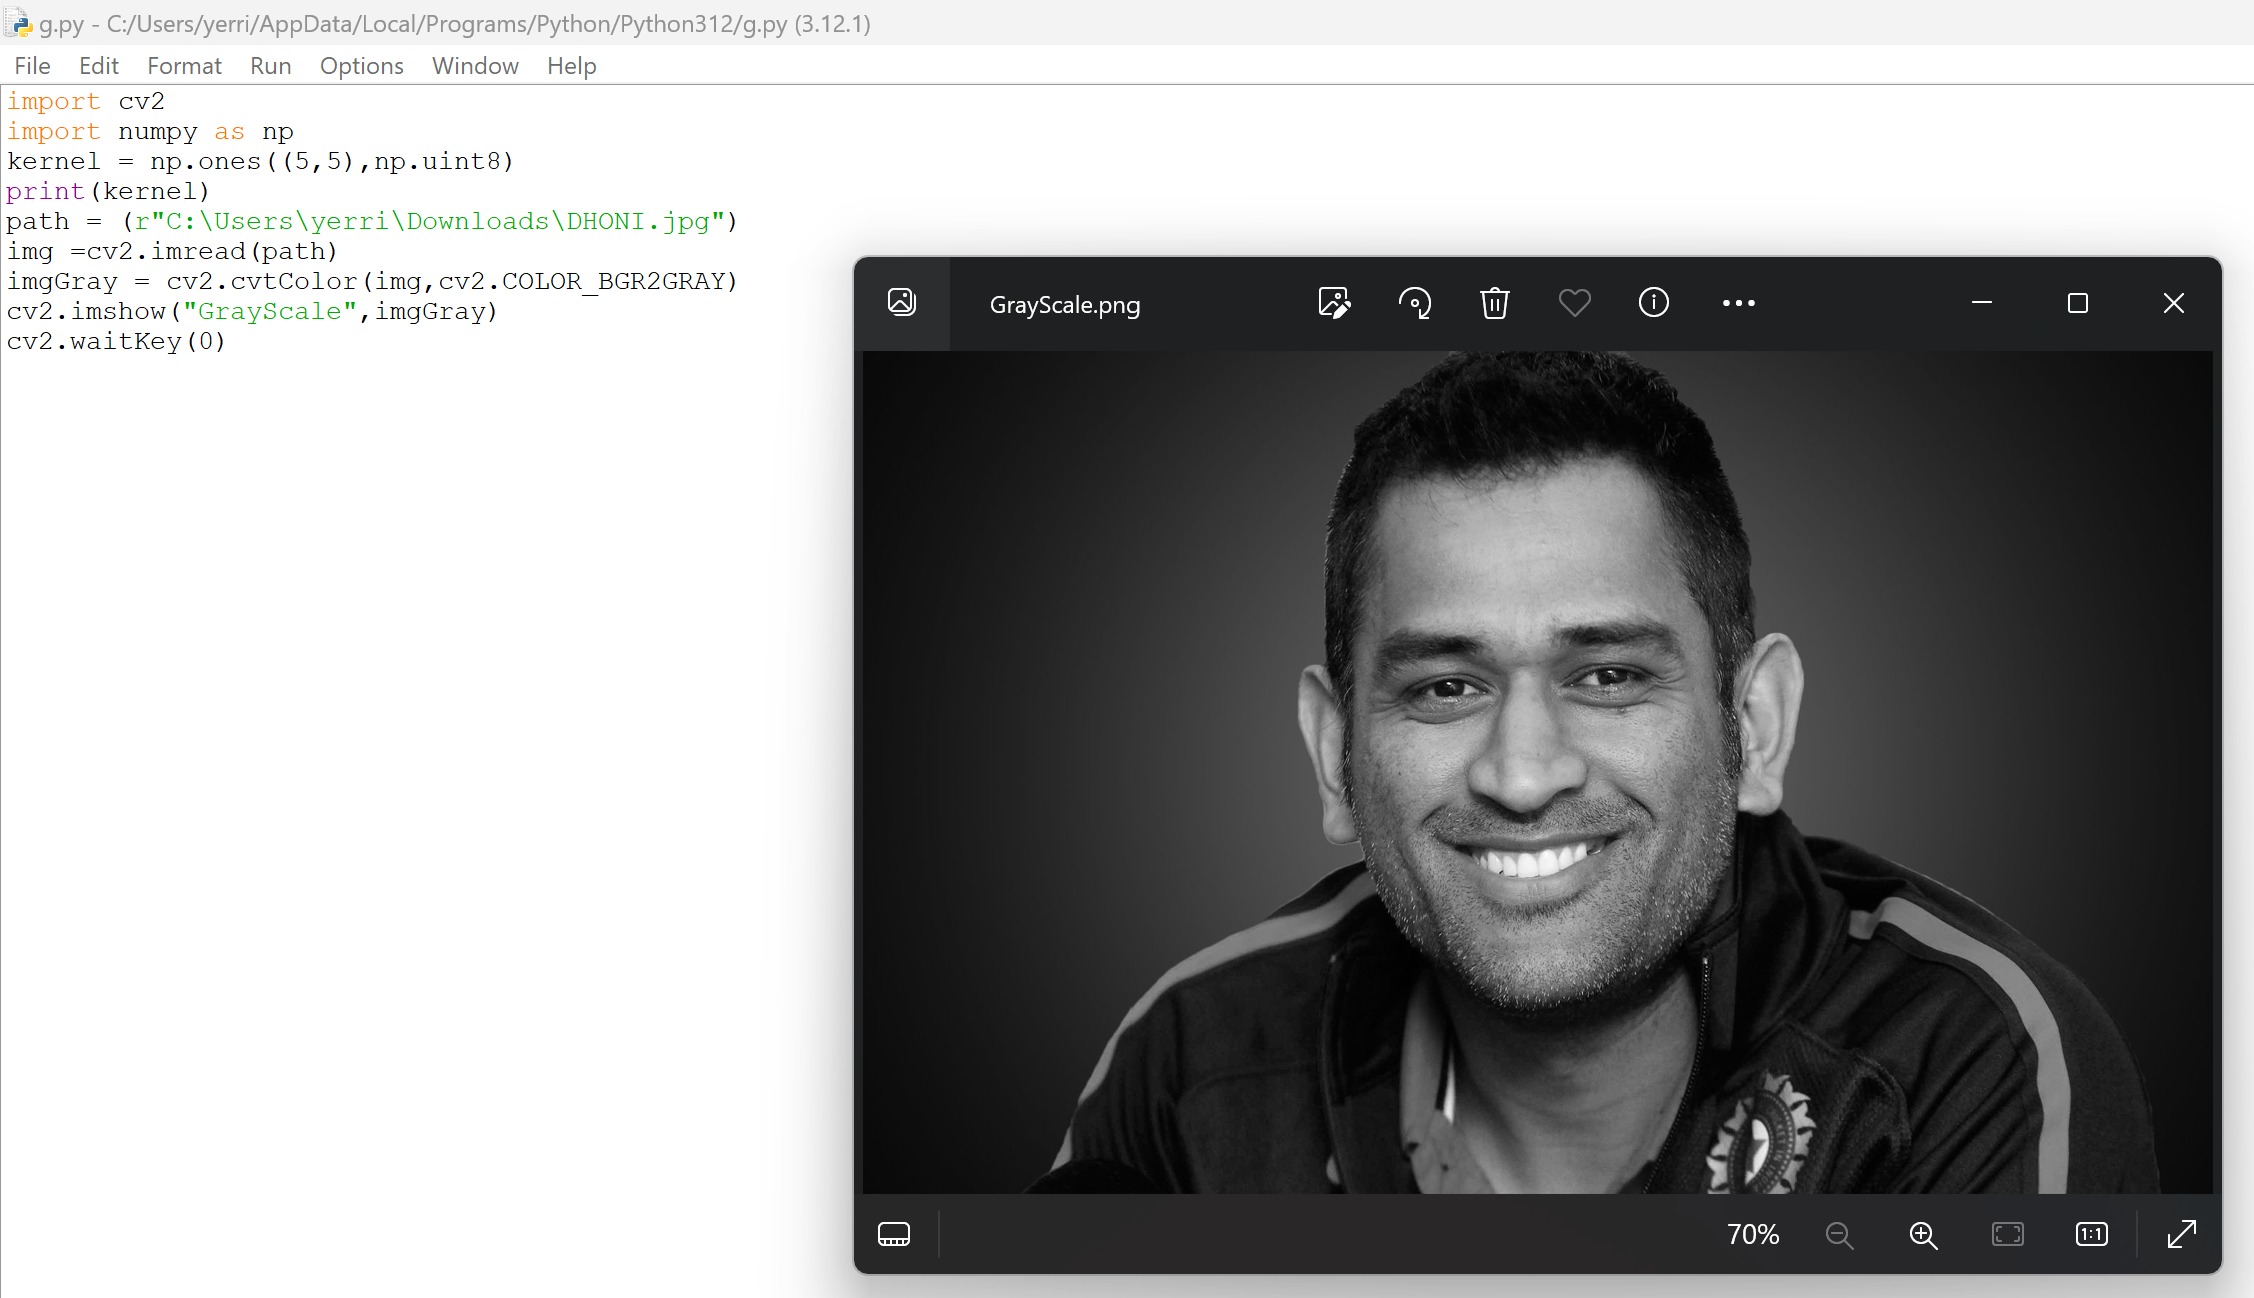 g.py - C:/Users/yerri/AppData/Local/Programs/Python/Python312/g.py (3.12.1)
File Edit Format Run Options Window Help
import cv2
import numpy as np
kernel = np.ones((5,5),np.uint8)
print(kernel)
path = (r"C:\Users\yerri\Downloads\DHONI.jpg")
img =cv2.imread(path)
imgGray = cv2.cvtColor(img,cv2.COLOR_BGR2GRAY)
cv2.imshow("GrayScale",imgGray)
cv2.waitKey(0)
GrayScale.png
70%
1:1